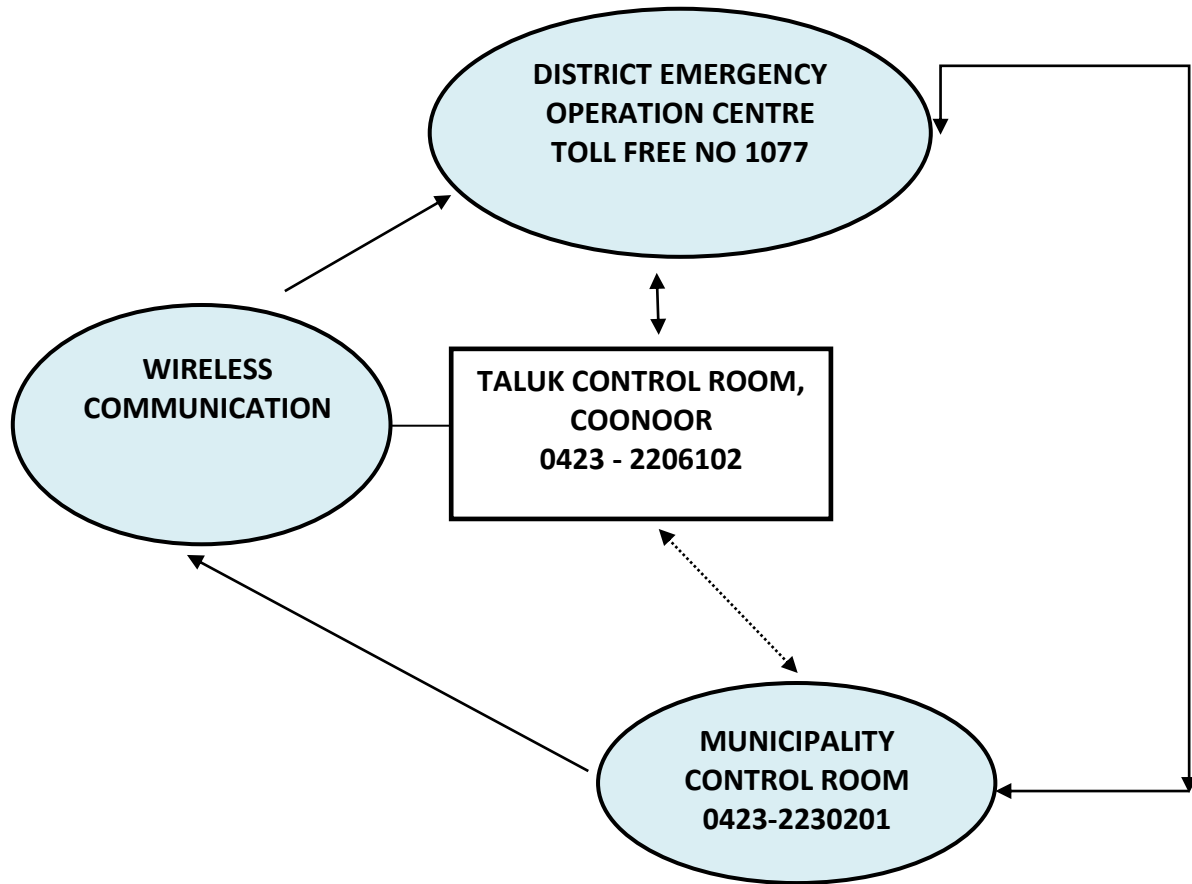 DISTRICT EMERGENCY
OPERATION CENTRE
TOLL FREE NO 1077
WIRELESS
COMMUNICATION
TALUK CONTROL ROOM,
COONOOR
0423 - 2206102
MUNICIPALITY
CONTROL ROOM
0423-2230201